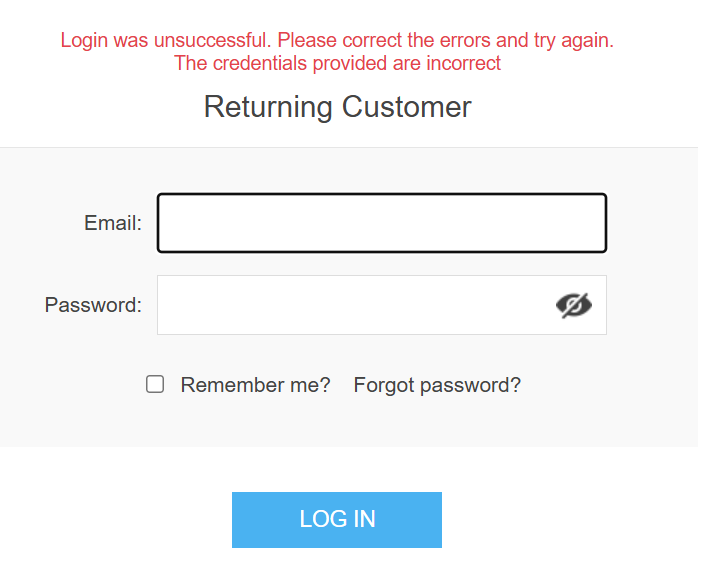 Login was unsuccessful. Please correct the errors and try again.
The credentials provided are incorrect
Returning Customer
Email:
Password:
Remember me? Forgot password?
LOG IN